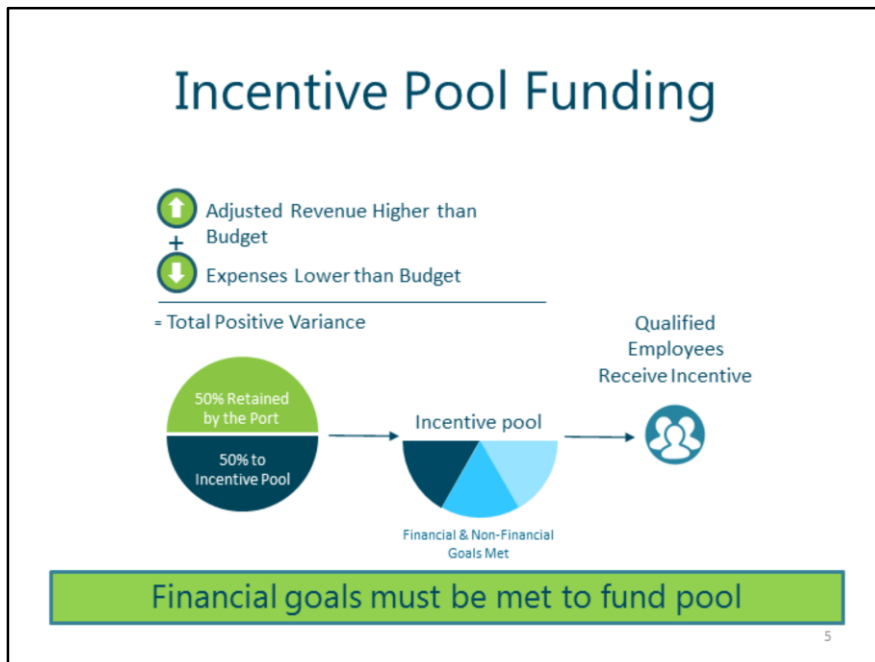 Incentive Pool Funding
Adjusted Revenue Higher than
Budget
+
Expenses Lower than Budget
= Total Positive Variance
50% Retained
by the Port
50% to
Incentive Pool
Incentive pool
Financial & Non-Financial
Goals Met
Qualified
Employees
Receive Incentive
Financial goals must be met to fund pool
5